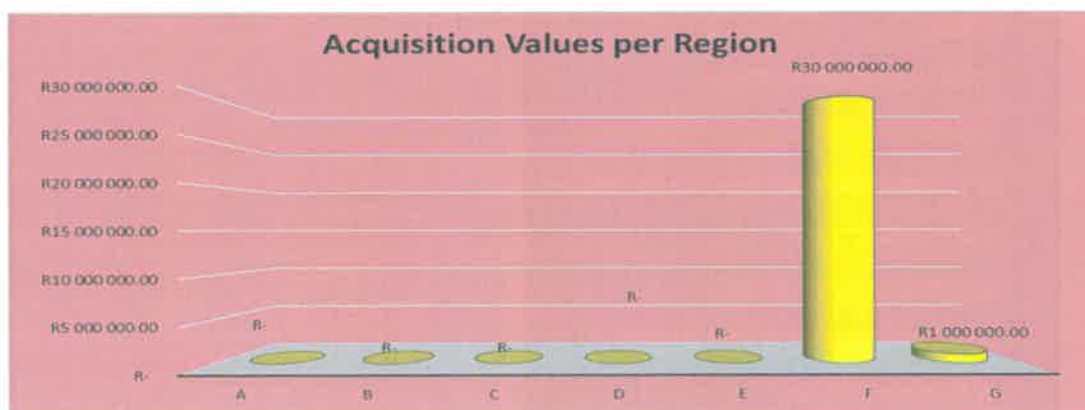 Acquisition Values per Region
R30 000 000.00
R30 000 000.00
R25 000 000.00
R20 000 000.00
R15 000 000.00
R10 000 000.00
R-
R5 000 000.00
R-
R-
R-
R-
R1 000 000.00
R-
A B C D E F G